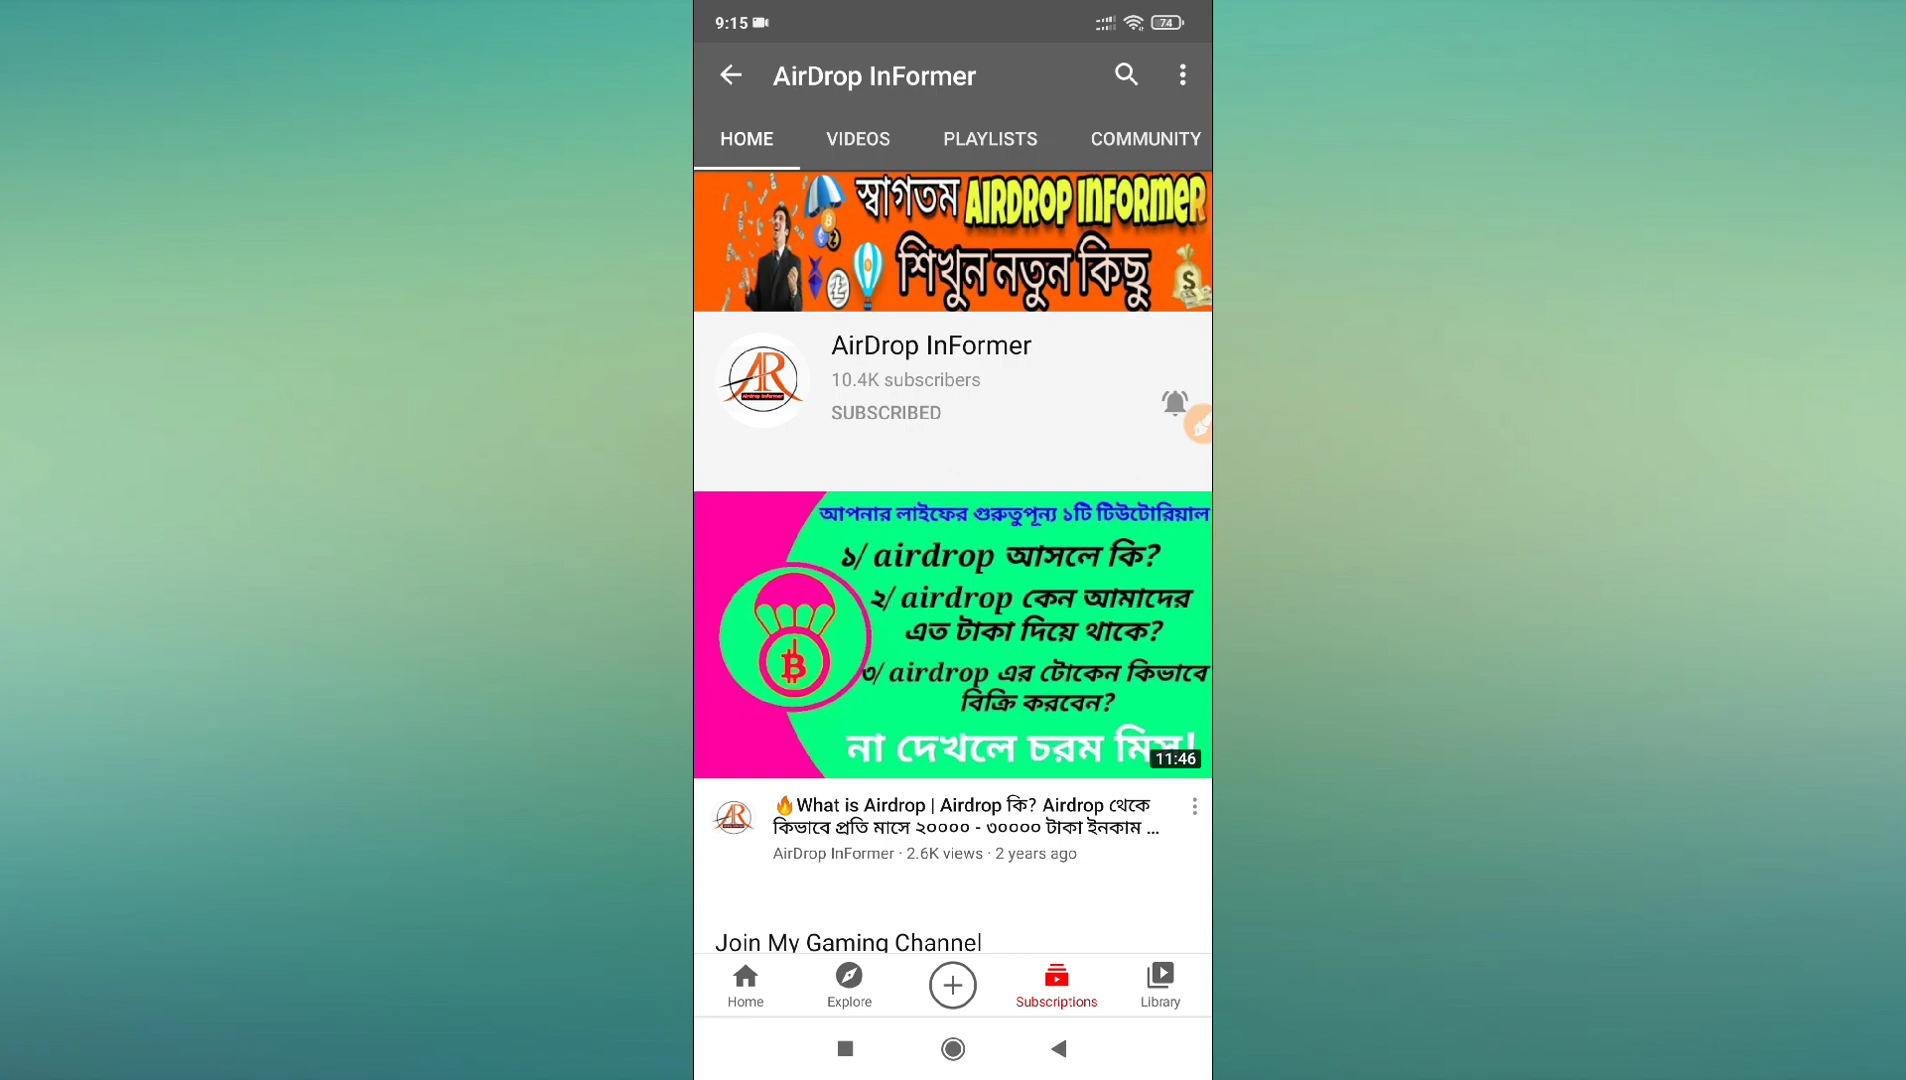 9:15
74
AirDrop InFormer
HOME VIDEOS PLAYLISTS COMMUNITY
স্বাগতম AIRDROP INFORMER
শিখুন নতুন কিছু
AirDrop InFormer
10.4K subscribers
SUBSCRIBED
আপনার লাইফের গুরুতুপূন্য ১টি টিউটোরিয়াল
১/ airdrop আসলে কি?
২/ airdrop কেন আমাদের
এত টাকা দিয়ে থাকে?
৩/ airdrop এর টোকেন কিভাবে
বিক্রি করবেন?
না দেখলে চরম মিস!
11:46
🔥What is Airdrop | Airdrop কি? Airdrop থেকে
কিভাবে প্রতি মাসে ২০০০০ - ৩০০০০ টাকা ইনকাম ...
AirDrop InFormer · 2.6K views · 2 years ago
Join My Gaming Channel
Home Explore Subscriptions Library